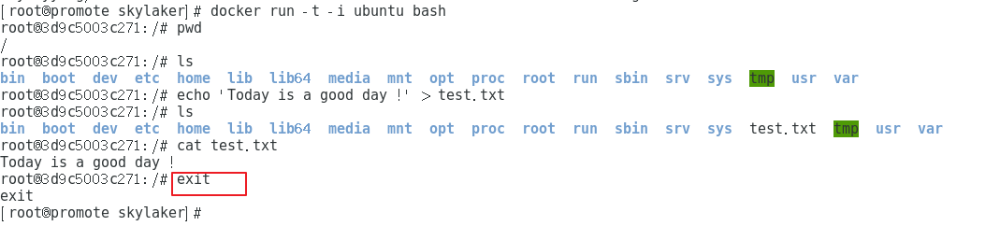 [root@promote skylaker]# docker run -t -i ubuntu bash
root@3d9c5003c271:/# pwd
/
root@3d9c5003c271:/# ls
bin boot dev etc home lib lib64 media mnt opt proc root run sbin srv sys tmp usr var
root@3d9c5003c271:/# echo 'Today is a good day !' > test.txt
root@3d9c5003c271:/# ls
bin boot dev etc home lib lib64 media mnt opt proc root run sbin srv sys test.txt tmp usr var
root@3d9c5003c271:/# cat test.txt
Today is a good day !
root@3d9c5003c271:/# exit
exit
[root@promote skylaker]#